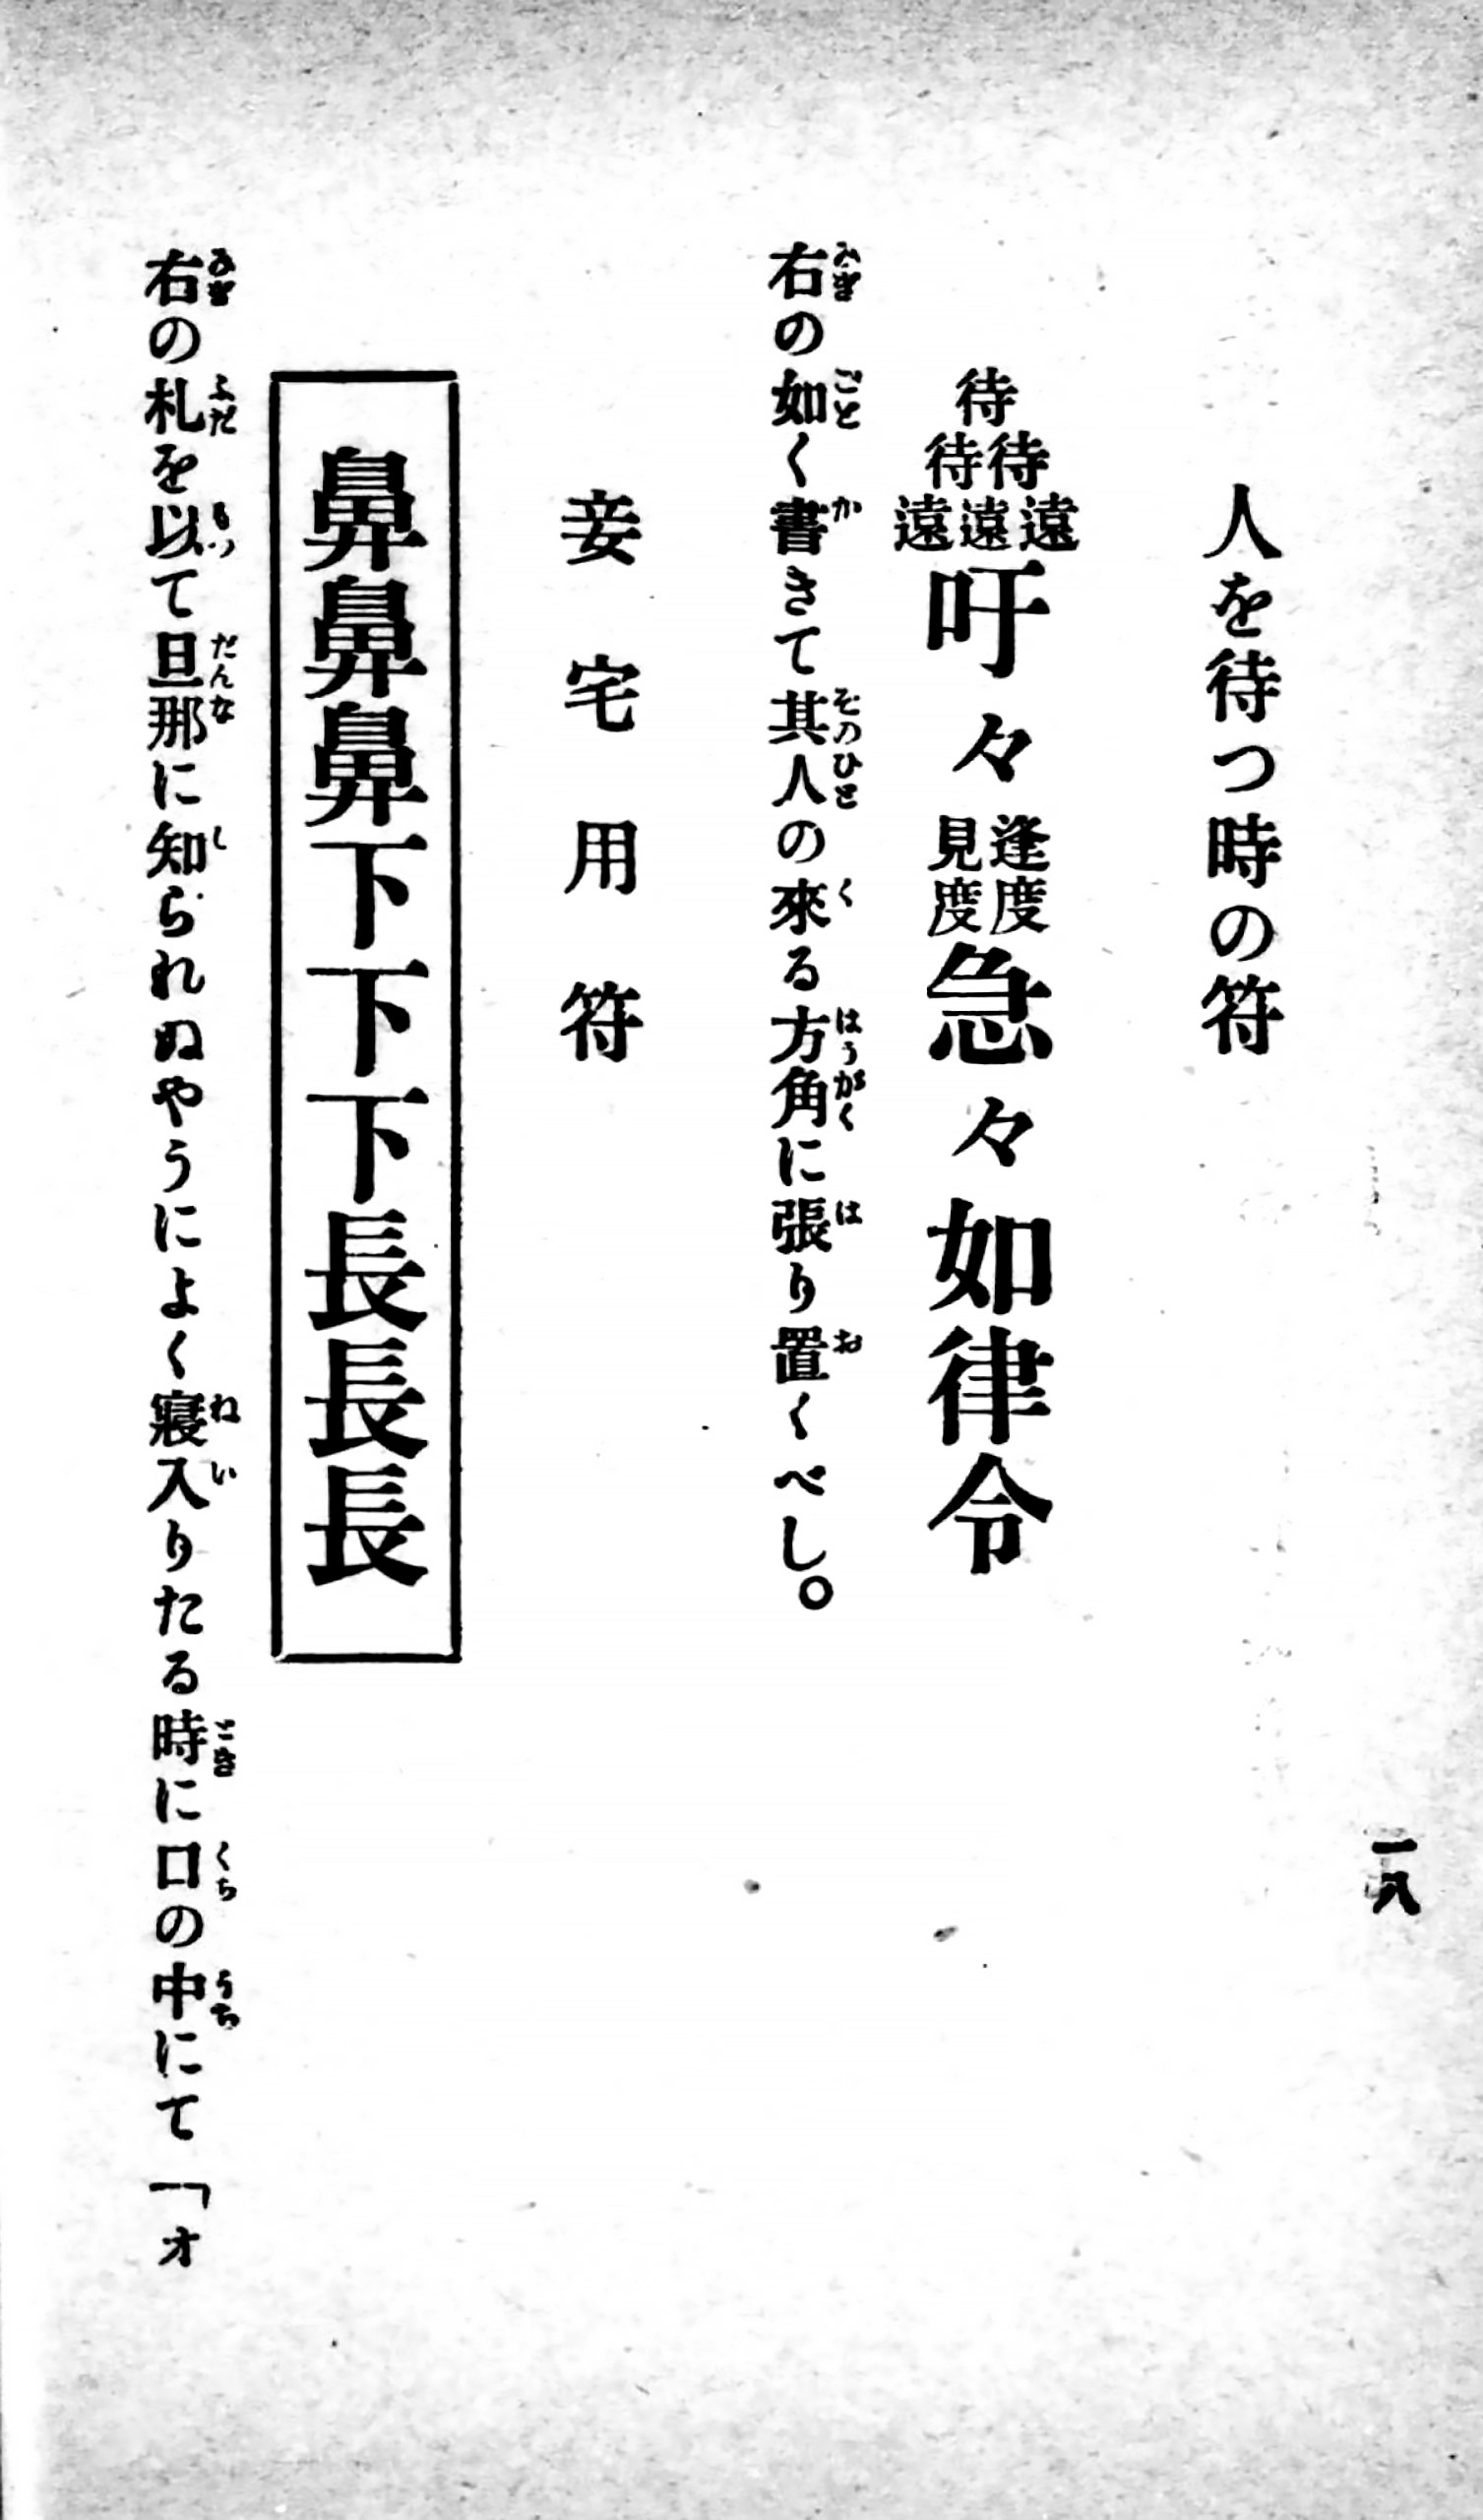 一八
人を待つ時の符
待待待遠遠遠吁々逢度見度急々如律令
右の如く書きて其人の來る方角に張り置くべし。
妾宅用符
鼻鼻鼻下下下長長長
右の札を以て旦那に知られぬやうによく寢入りたる時に口の中にて「オ